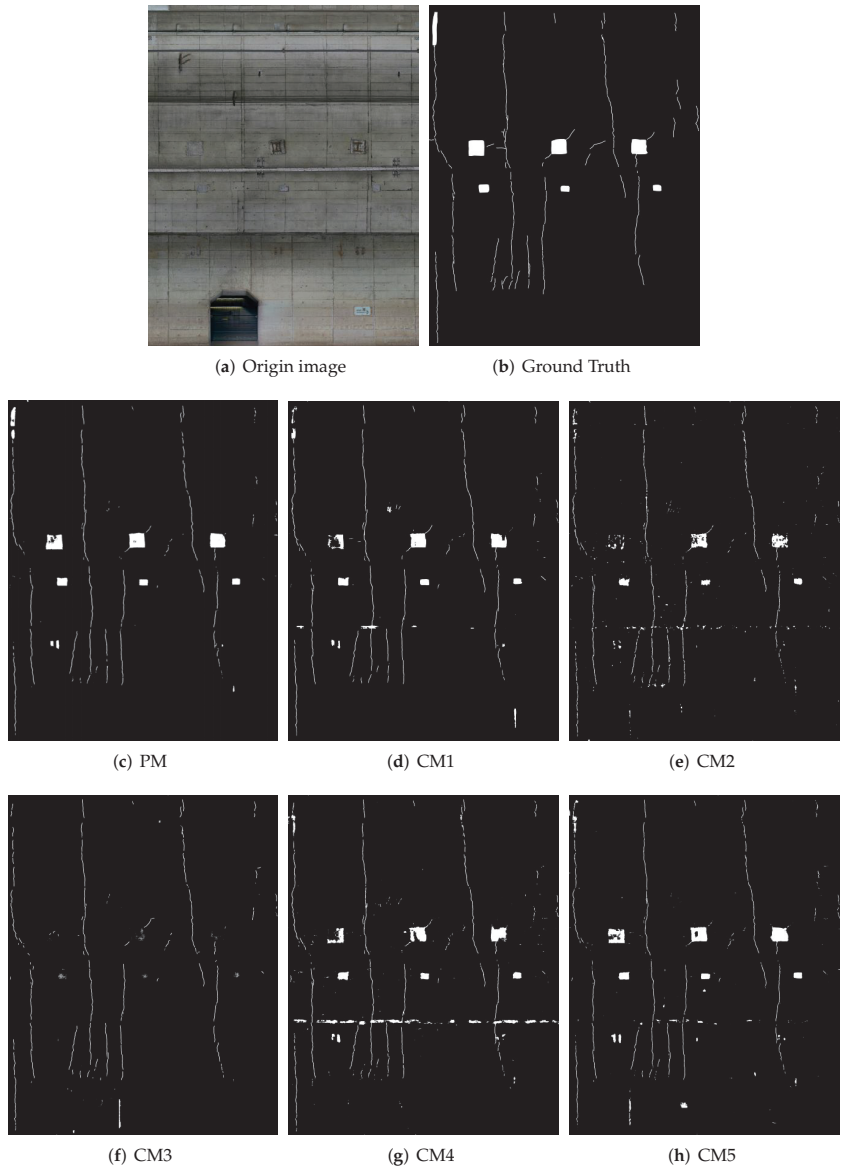 (a) Origin image
(b) Ground Truth
(c) PM
(d) CM1
(e) CM2
(f) CM3
(g) CM4
(h) CM5